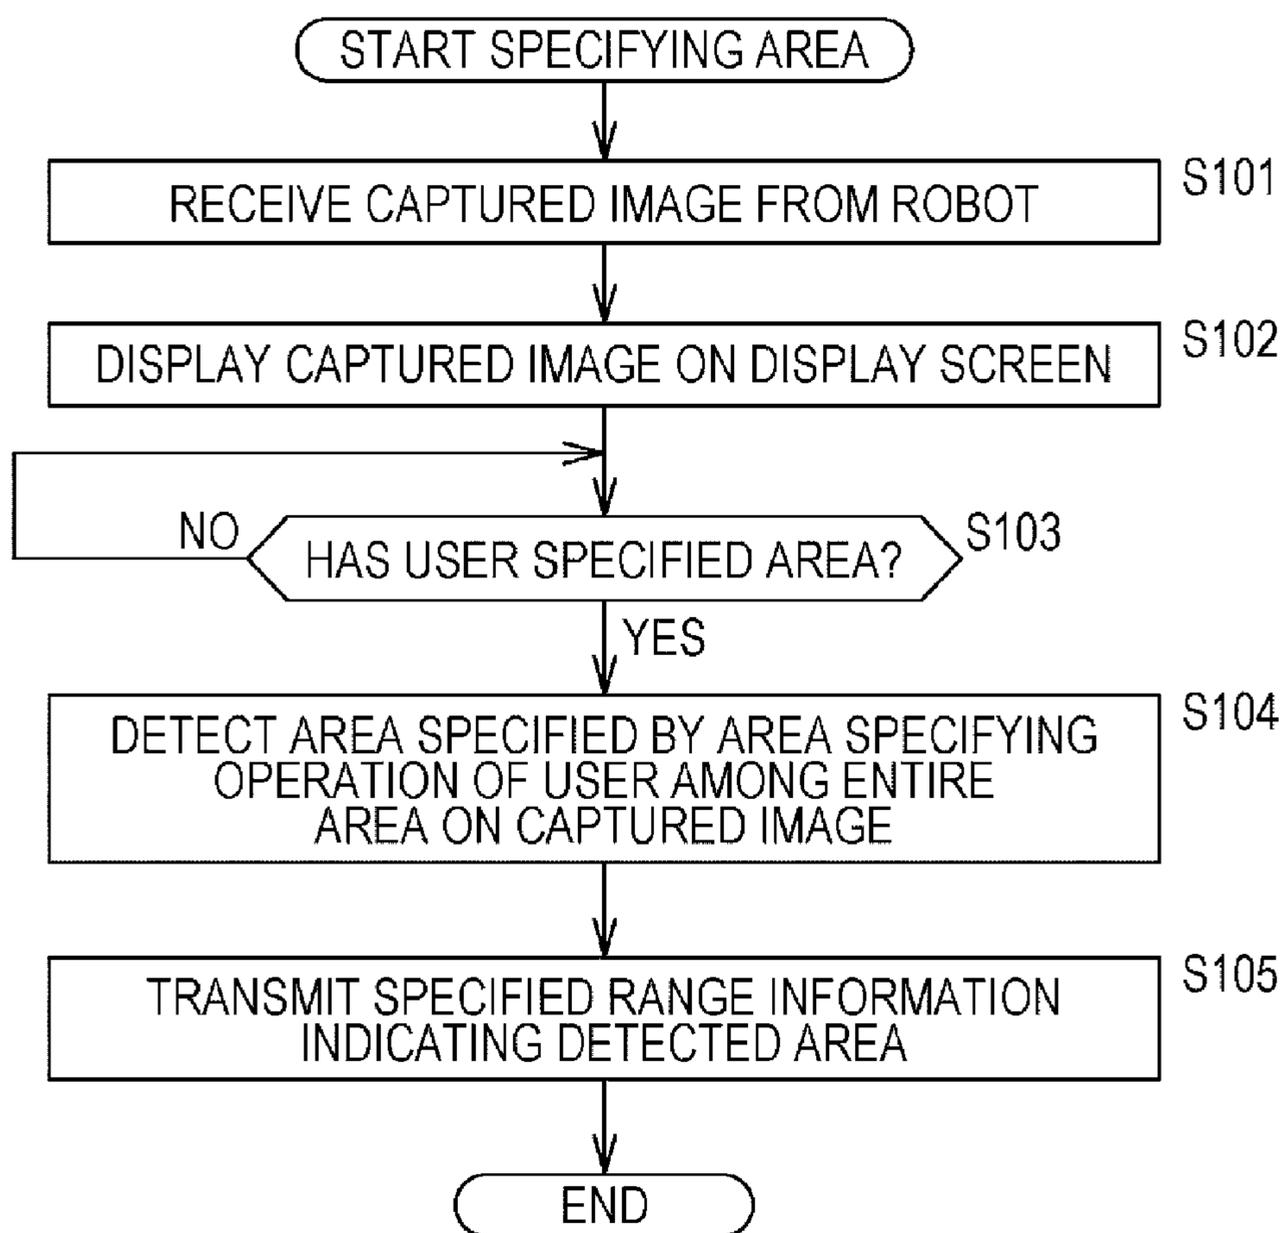 START SPECIFYING AREA
S101
RECEIVE CAPTURED IMAGE FROM ROBOT
S102
DISPLAY CAPTURED IMAGE ON DISPLAY SCREEN
NO
HAS USER SPECIFIED AREA?
S103
YES
S104
DETECT AREA SPECIFIED BY AREA SPECIFYING
OPERATION OF USER AMONG ENTIRE
AREA ON CAPTURED IMAGE
S105
TRANSMIT SPECIFIED RANGE INFORMATION
INDICATING DETECTED AREA
END